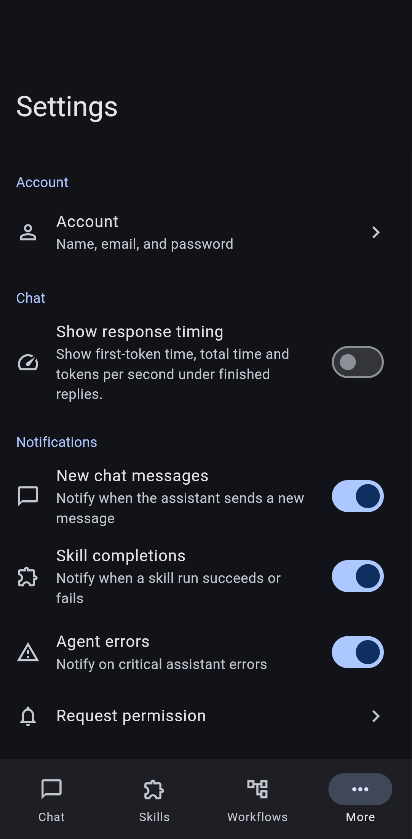 Settings
Account
Account
Name, email, and password
Chat
Show response timing
Show first-token time, total time and
tokens per second under finished
replies.
Notifications
New chat messages
Notify when the assistant sends a new
message
Skill completions
Notify when a skill run succeeds or
fails
Agent errors
Notify on critical assistant errors
Request permission
Chat
Skills
Workflows
More